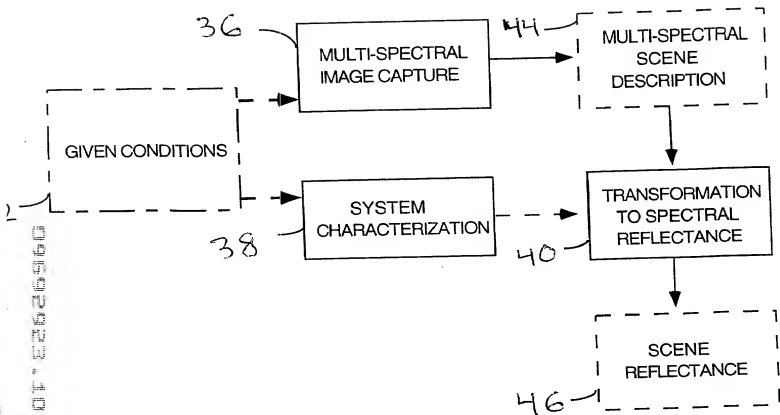 36
MULTI-SPECTRAL
IMAGE CAPTURE
44
MULTI-SPECTRAL
SCENE
DESCRIPTION
GIVEN CONDITIONS
38
SYSTEM
CHARACTERIZATION
40
TRANSFORMATION
TO SPECTRAL
REFLECTANCE
46
SCENE
REFLECTANCE